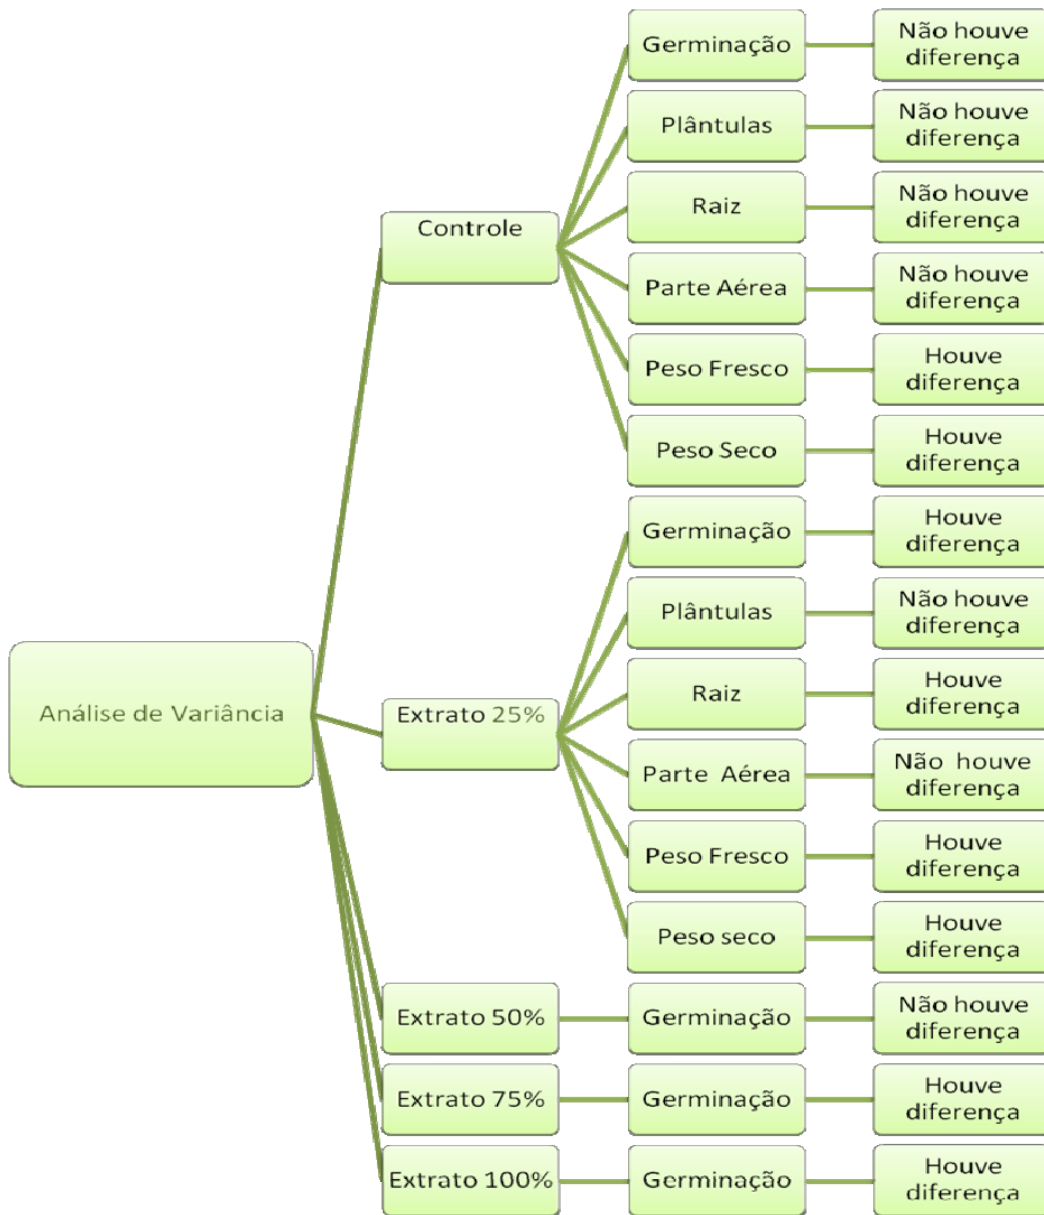 Análise de Variância
Controle
Germinação
Não houve
diferença
Plântulas
Não houve
diferença
Raiz
Não houve
diferença
Parte Aérea
Não houve
diferença
Peso Fresco
Houve
diferença
Peso Seco
Houve
diferença
Extrato 25%
Germinação
Houve
diferença
Plântulas
Não houve
diferença
Raiz
Houve
diferença
Parte Aérea
Não houve
diferença
Peso Fresco
Houve
diferença
Peso seco
Houve
diferença
Extrato 50%
Germinação
Não houve
diferença
Extrato 75%
Germinação
Houve
diferença
Extrato 100%
Germinação
Houve
diferença